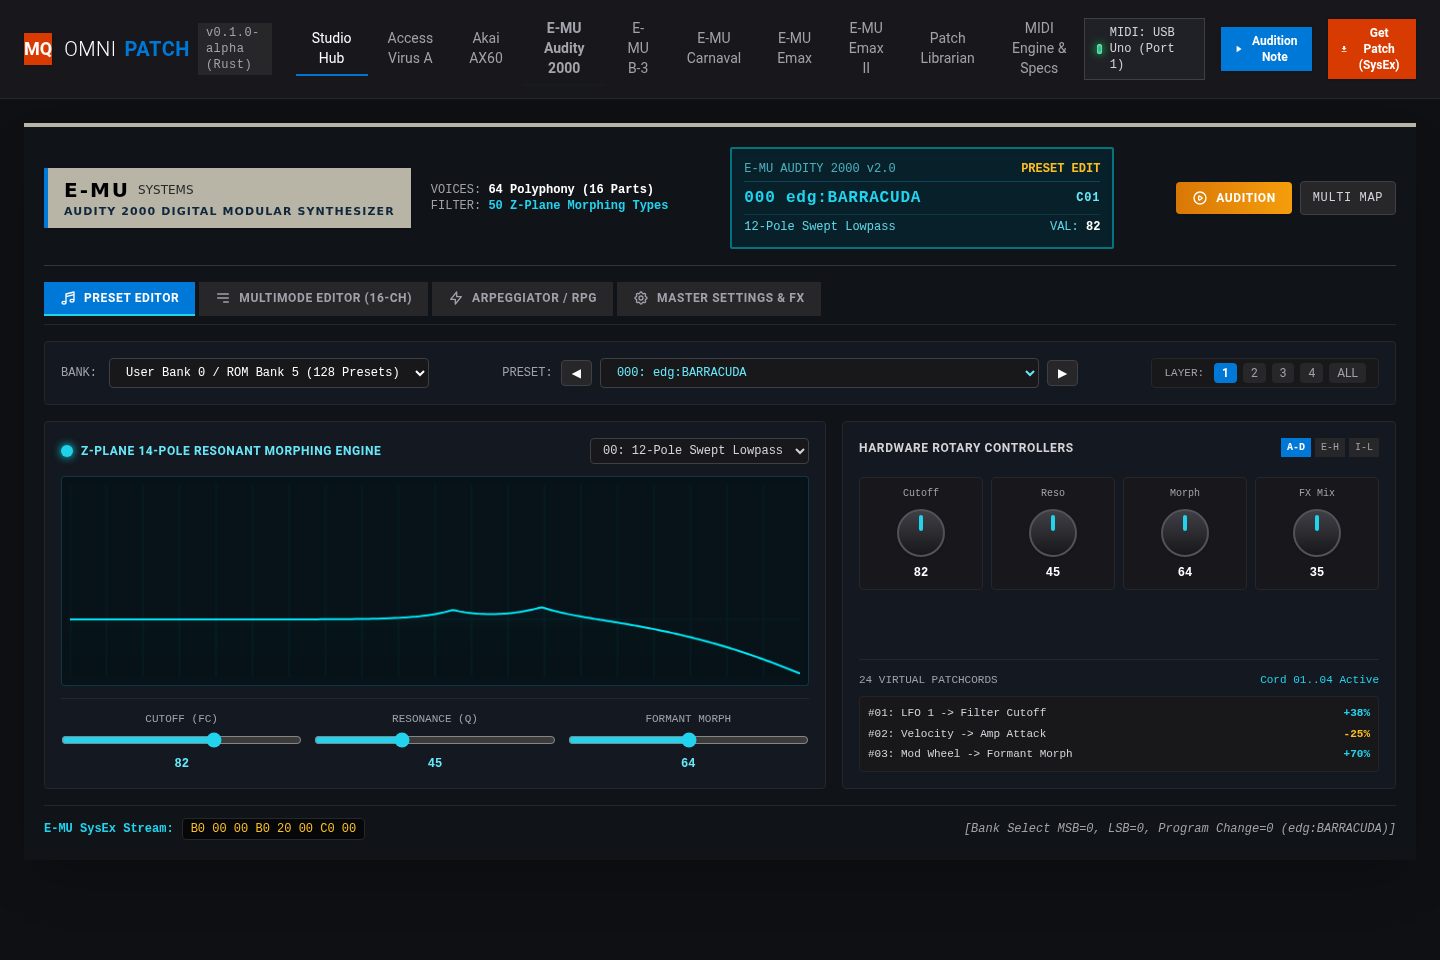 MQ OMNI PATCH
v0.1.0-alpha (Rust)
Studio Hub
Access Virus A
Akai AX60
E-MU Audity 2000
E-MU B-3
E-MU Carnaval
E-MU Emax
E-MU Emax II
Patch Librarian
MIDI Engine & Specs
MIDI: USB Uno (Port 1)
Audition Note
Get Patch (SysEx)
E-MU SYSTEMS
AUDITY 2000 DIGITAL MODULAR SYNTHESIZER
VOICES: 64 Polyphony (16 Parts)
FILTER: 50 Z-Plane Morphing Types
E-MU AUDITY 2000 v2.0 PRESET EDIT
000 edg:BARRACUDA C01
12-Pole Swept Lowpass VAL: 82
AUDITION
MULTI MAP
PRESET EDITOR
MULTIMODE EDITOR (16-CH)
ARPEGGIATOR / RPG
MASTER SETTINGS & FX
BANK: User Bank 0 / ROM Bank 5 (128 Presets)
PRESET: ◀ 000: edg:BARRACUDA ▶
LAYER: 1 2 3 4 ALL
Z-PLANE 14-POLE RESONANT MORPHING ENGINE
00: 12-Pole Swept Lowpass
CUTOFF (FC) RESONANCE (Q) FORMANT MORPH
82 45 64
HARDWARE ROTARY CONTROLLERS
A-D E-H I-L
Cutoff Reso Morph FX Mix
82 45 64 35
24 VIRTUAL PATCHCORDS Cord 01..04 Active
#01: LFO 1 -> Filter Cutoff +38%
#02: Velocity -> Amp Attack -25%
#03: Mod Wheel -> Formant Morph +70%
E-MU SysEx Stream: B0 00 00 B0 20 00 C0 00
[Bank Select MSB=0, LSB=0, Program Change=0 (edg:BARRACUDA)]